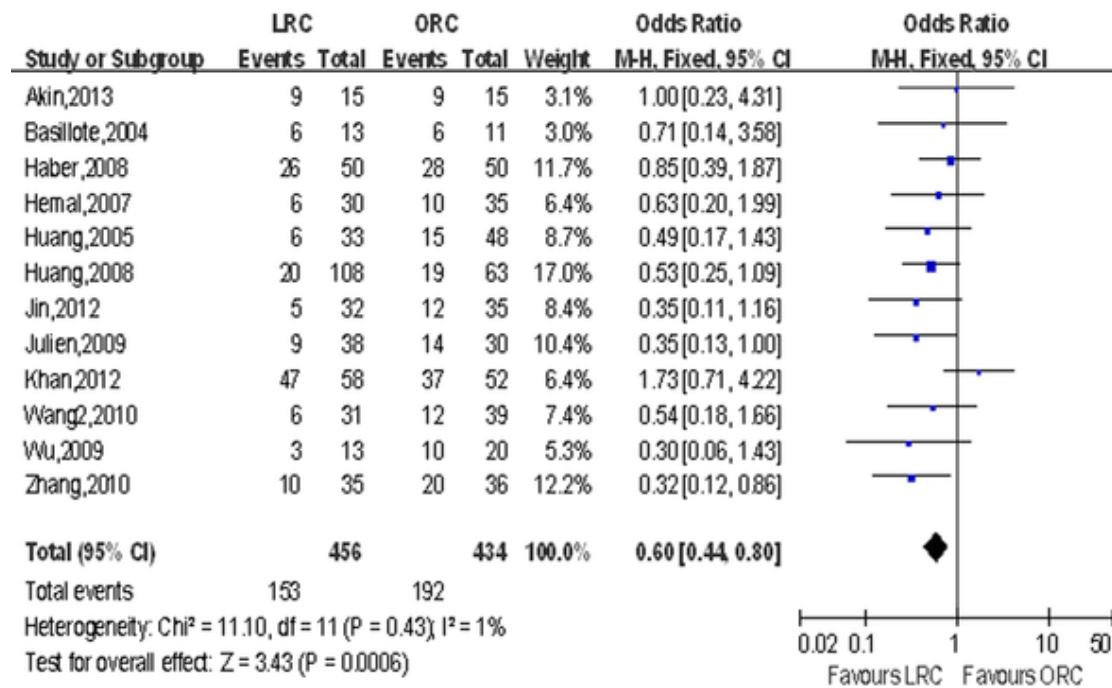 LRC ORC Odds Ratio Odds Ratio
Study or Subgroup Events Total Events Total Weight M-H, Fixed, 95% CI M-H, Fixed, 95% CI
Akin,2013 9 15 9 15 3.1% 1.00 [0.23, 4.31]
Basillote,2004 6 13 6 11 3.0% 0.71 [0.14, 3.58]
Haber,2008 26 50 28 50 11.7% 0.85 [0.39, 1.87]
Hemal,2007 6 30 10 35 6.4% 0.63 [0.20, 1.99]
Huang,2005 6 33 15 48 8.7% 0.49 [0.17, 1.43]
Huang,2008 20 108 19 63 17.0% 0.53 [0.25, 1.09]
Jin,2012 5 32 12 35 8.4% 0.35 [0.11, 1.16]
Julien,2009 9 38 14 30 10.4% 0.35 [0.13, 1.00]
Khan,2012 47 58 37 52 6.4% 1.73 [0.71, 4.22]
Wang2,2010 6 31 12 39 7.4% 0.54 [0.18, 1.66]
Wu,2009 3 13 10 20 5.3% 0.30 [0.06, 1.43]
Zhang,2010 10 35 20 36 12.2% 0.32 [0.12, 0.86]
Total (95% CI) 456 434 100.0% 0.60 [0.44, 0.80]
Total events 153 192
Heterogeneity: Chi² = 11.10, df = 11 (P = 0.43); I² = 1%
Test for overall effect: Z = 3.43 (P = 0.0006)
0.02 0.1 1 10 50
Favours LRC Favours ORC